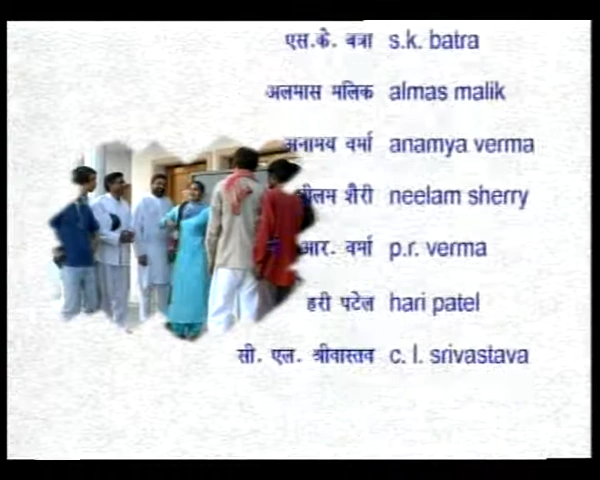 एस.के. बत्रा s.k. batra
अलमास मलिक almas malik
अनामय वर्मा anamya verma
नीलम शैरी neelam sherry
पी. आर. वर्मा p.r. verma
हरी पटेल hari patel
सी. एल. श्रीवास्तव c. l. srivastava